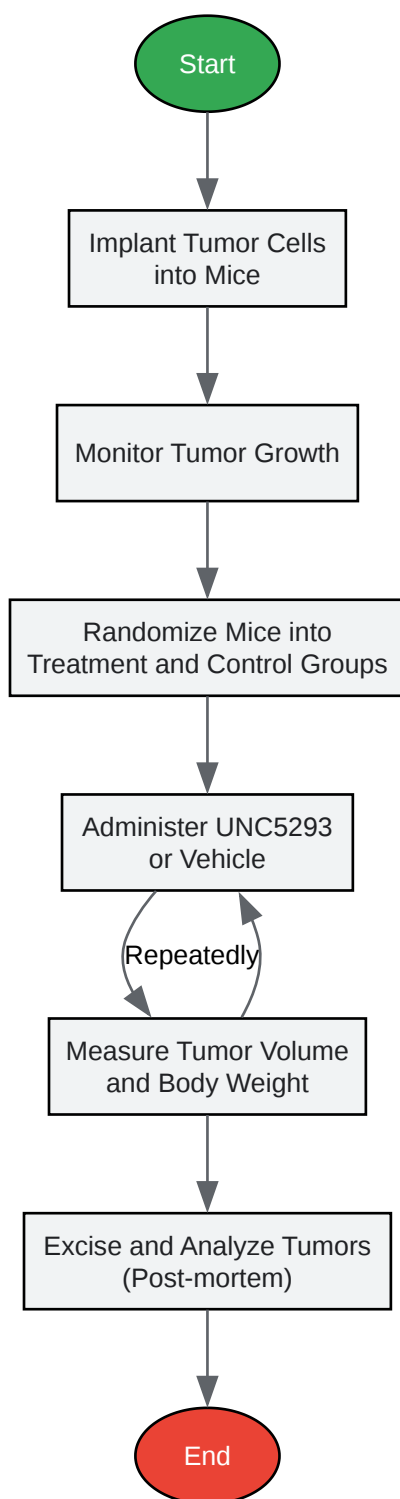 Start
Implant Tumor Cells
into Mice
Monitor Tumor Growth
Randomize Mice into
Treatment and Control Groups
Administer UNC5293
or Vehicle
Repeatedly
Measure Tumor Volume
and Body Weight
Excise and Analyze Tumors
(Post-mortem)
End